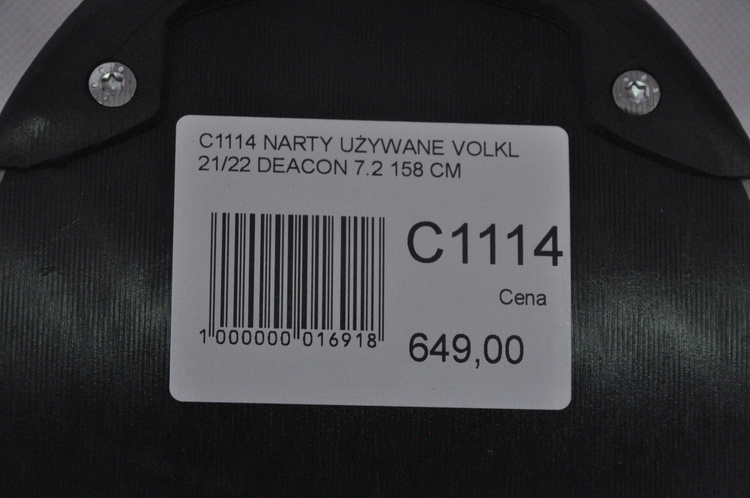 C1114 NARTY UŻYWANE VOLKL
21/22 DEACON 7.2 158 CM
C1114
Cena
649,00
1 000000 016918